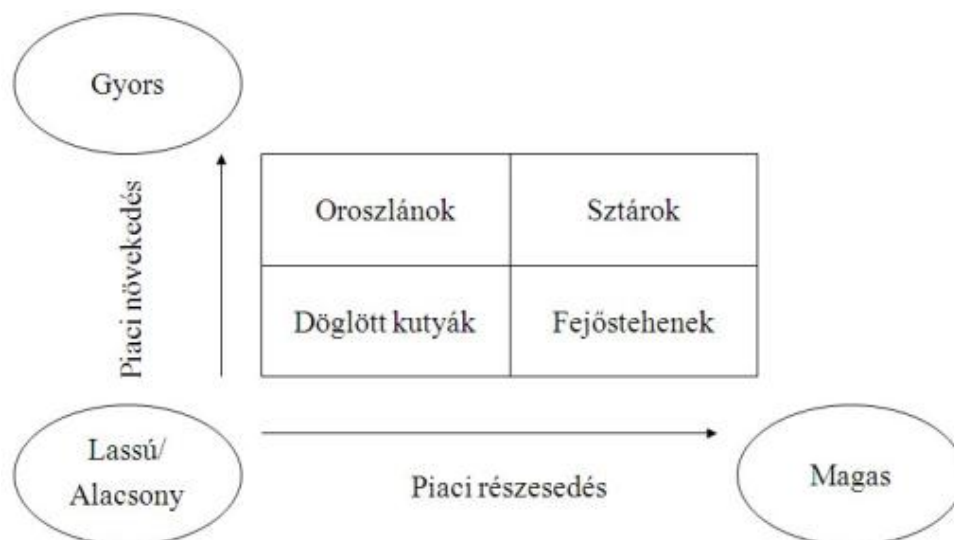 Gyors
Piaci növekedés
Oroszlánok
Sztárok
Döglött kutyák
Fejőstehenek
Lassú/
Alacsony
Piaci részesedés
Magas